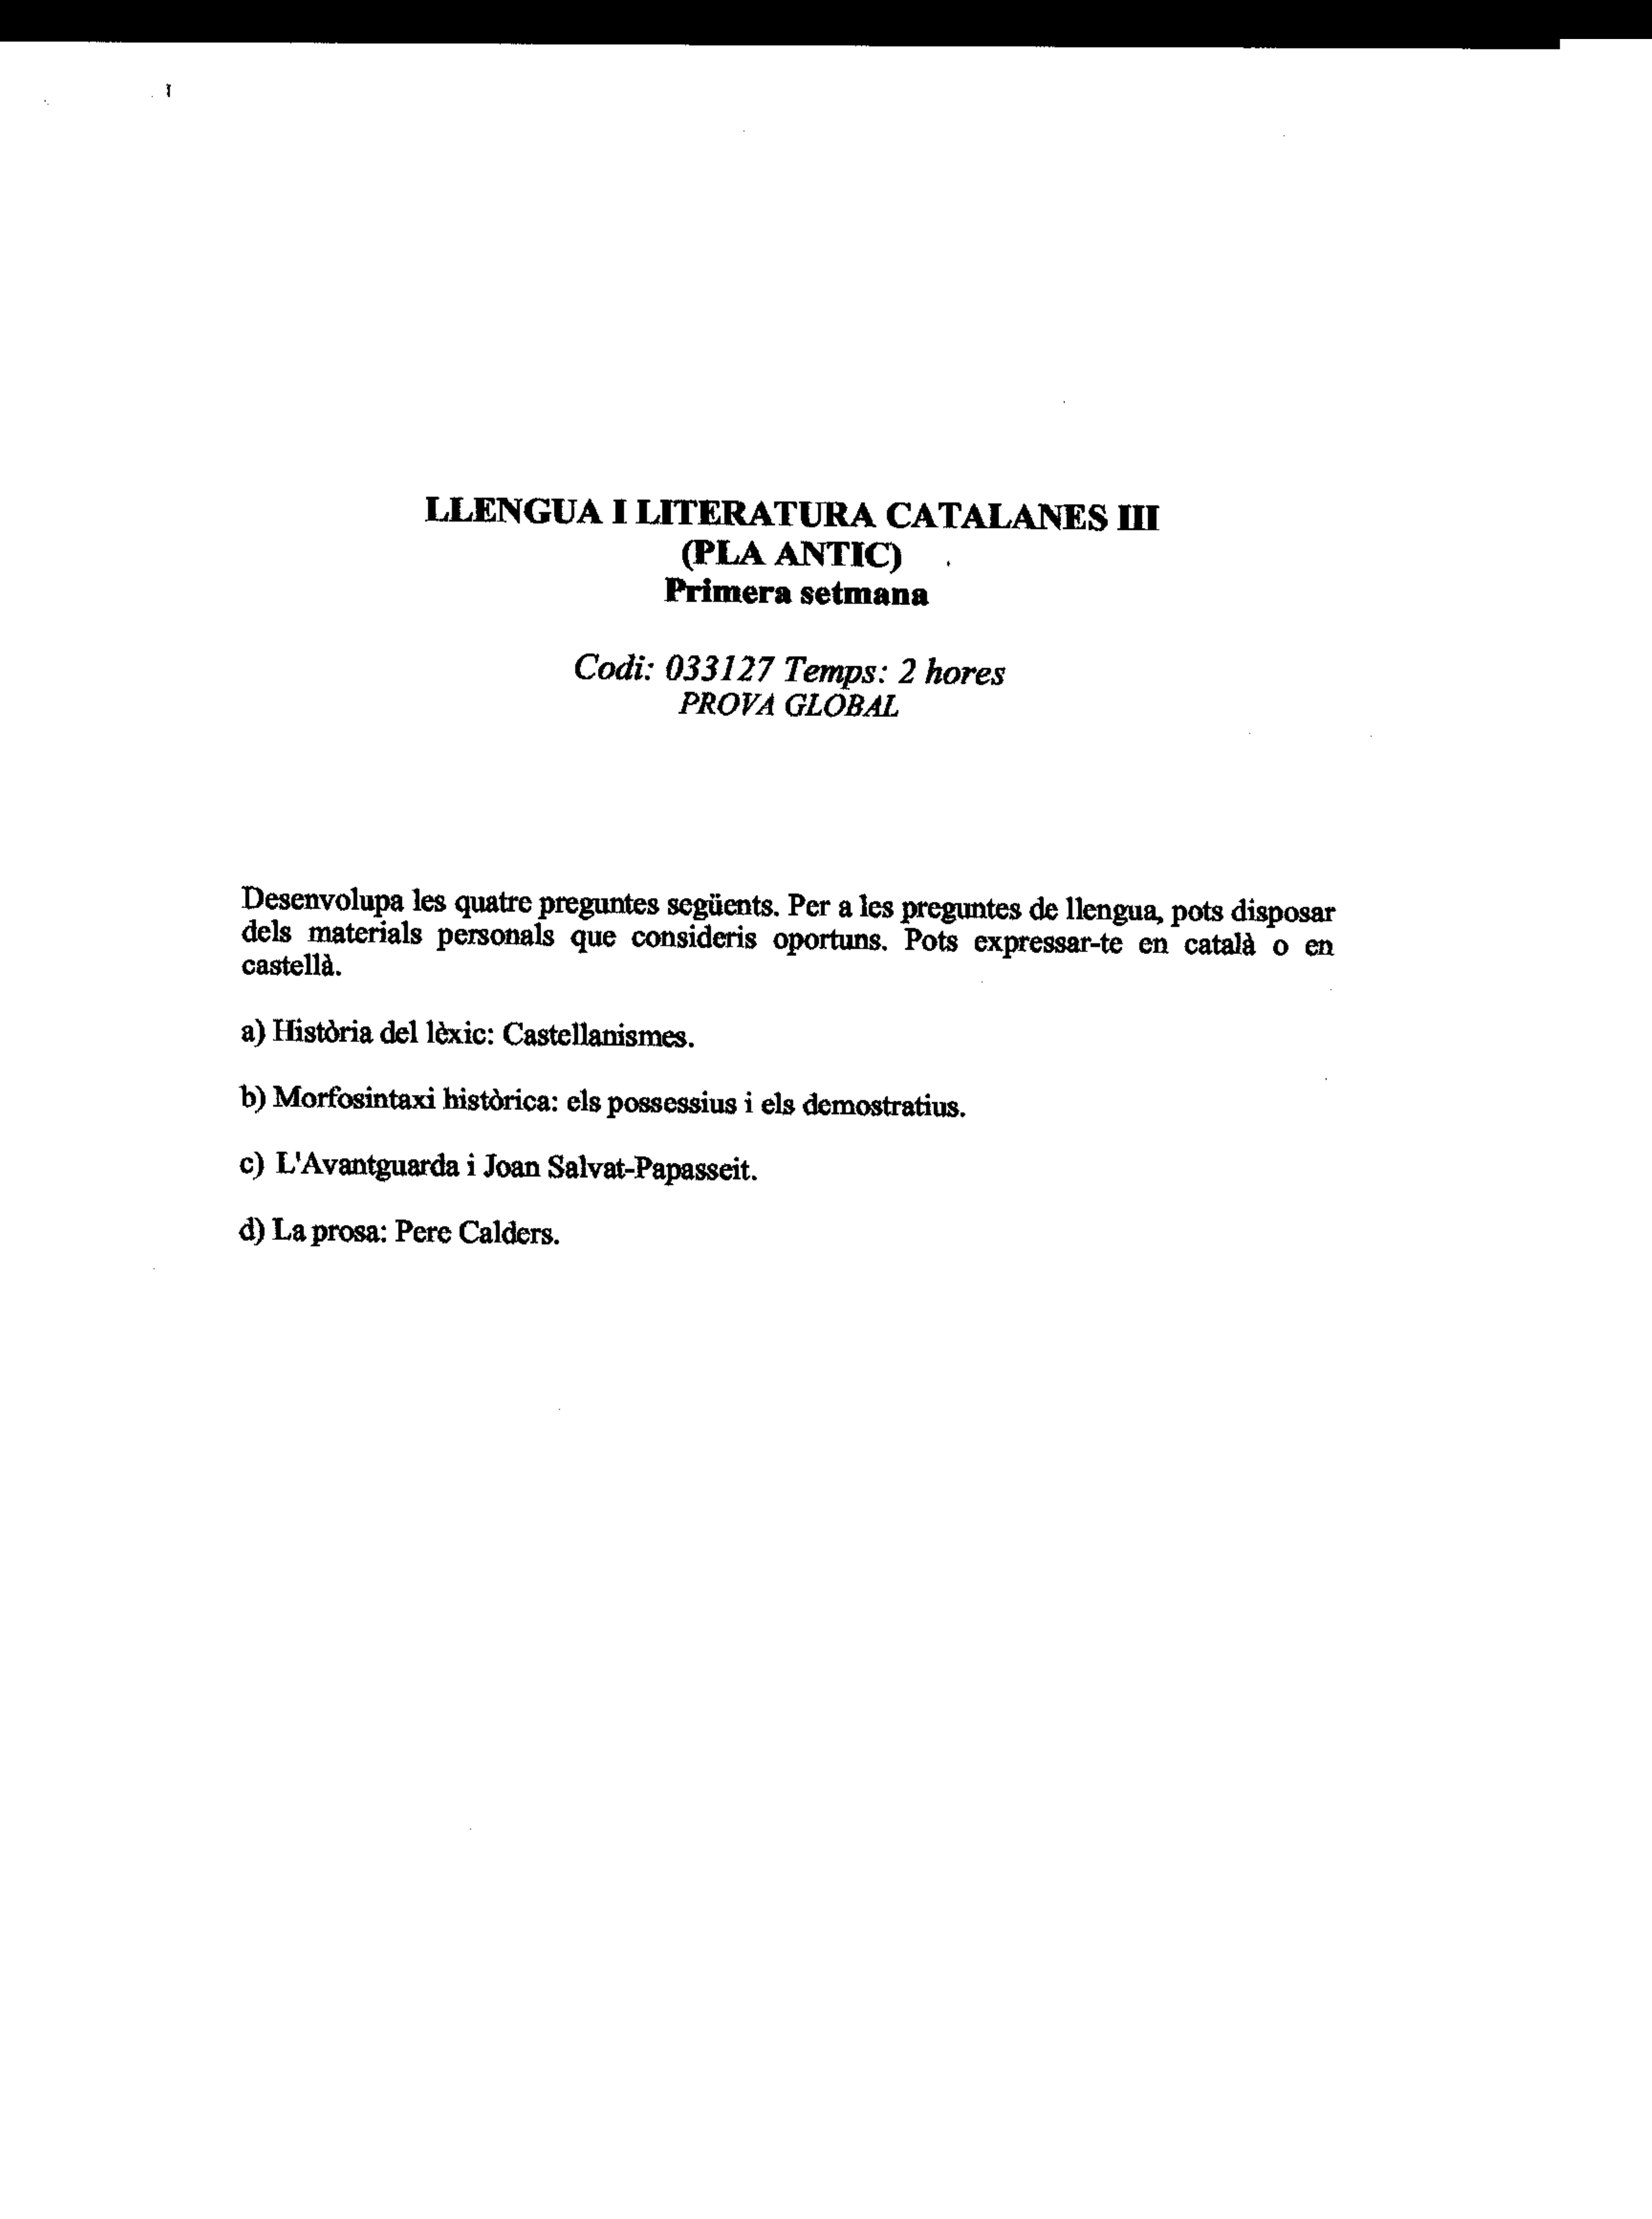 LLENGUA I LITERATURA CATALANES III
(PLA ANTIC)
Primera setmana
Codi: 033127 Temps: 2 hores
PROVA GLOBAL
Desenvolupa les quatre preguntes següents. Per a les preguntes de llengua, pots disposar
dels materials personals que consideris oportuns. Pots expressar-te en català o en
castellà.
a) Història del lèxic: Castellanismes.
b) Morfosintaxi històrica: els possessius i els demostratius.
c) L'Avantguarda i Joan Salvat-Papasseit.
d) La prosa: Pere Calders.